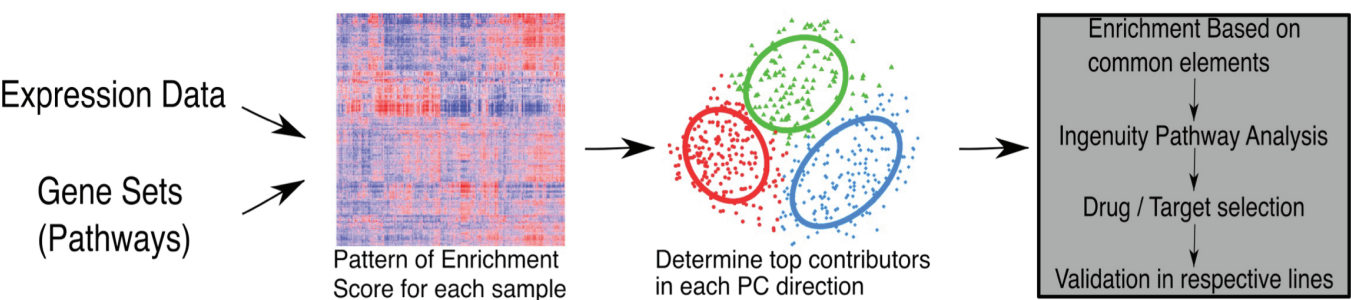 Expression Data
Gene Sets
(Pathways)
Pattern of Enrichment
Score for each sample
Determine top contributors
in each PC direction
Enrichment Based on
common elements
Ingenuity Pathway Analysis
Drug / Target selection
Validation in respective lines